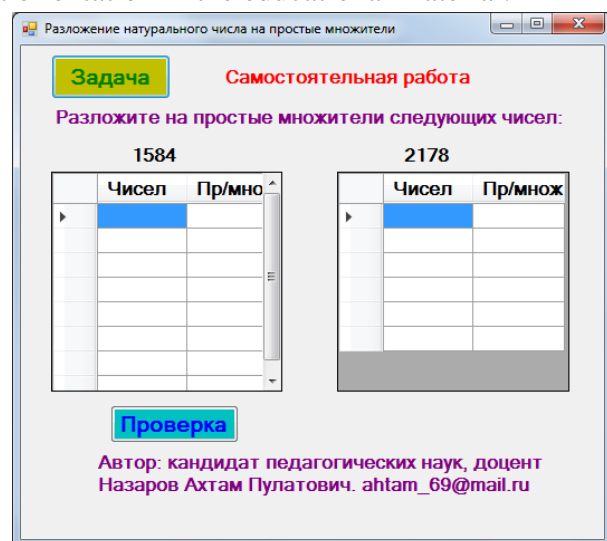 Разложение натурального числа на простые множители
Задача
Самостоятельная работа
Разложите на простые множители следующих чисел:
1584 2178
Чисел Пр/мно Чисел Пр/множ
Проверка
Автор: кандидат педагогических наук, доцент
Назаров Ахтам Пулатович. ahtam_69@mail.ru